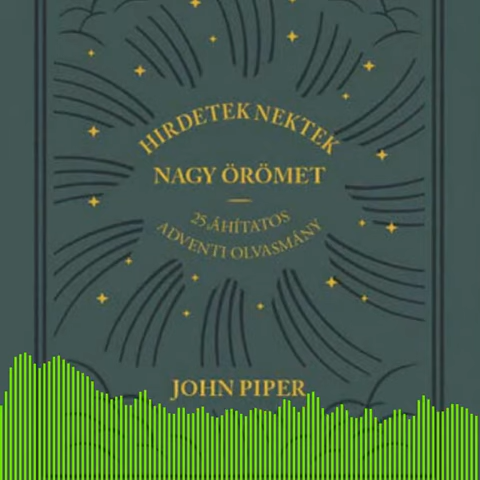 HIRDETEK NEKTEK
NAGY ÖRÖMET
25 ÁHÍTATOS
ADVENTI OLVASMÁNY
JOHN PIPER